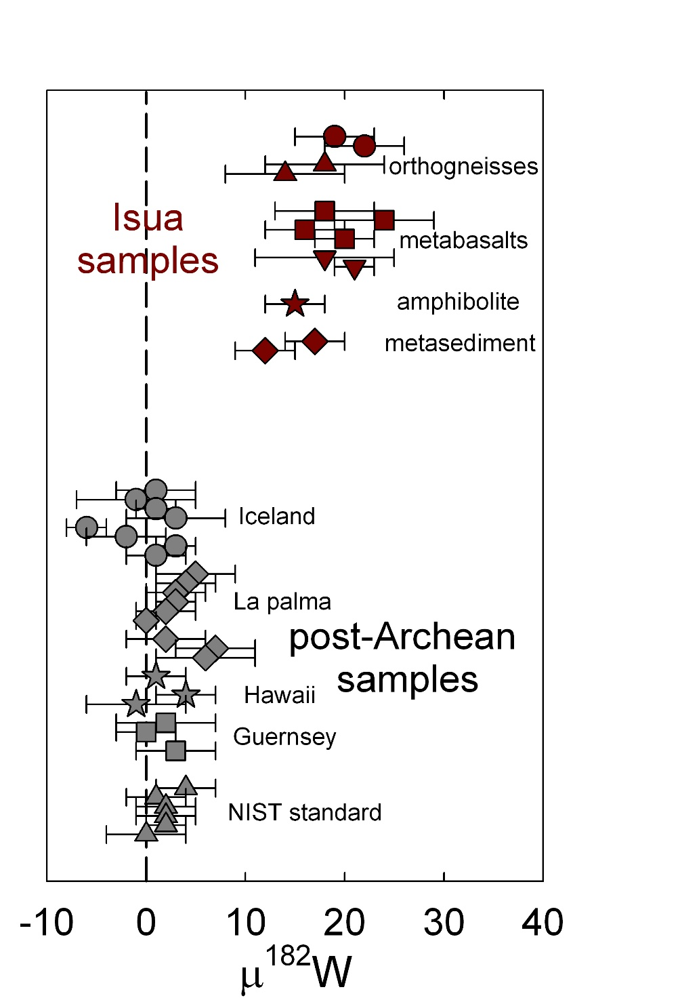 orthogneisses
Isua
samples
metabasalts
amphibolite
metasediment
Iceland
La palma
post-Archean
samples
Hawaii
Guernsey
NIST standard
-10 0 10 20 30 40
μ¹⁸²W